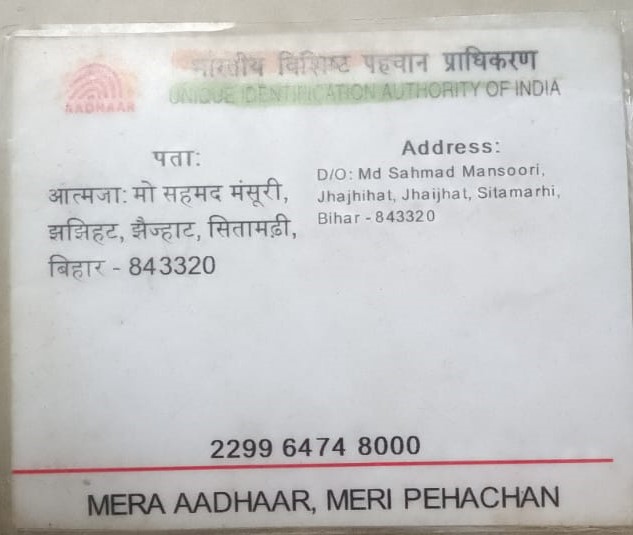 भारतीय विशिष्ट पहचान प्राधिकरण
AADHAAR
UNIQUE IDENTIFICATION AUTHORITY OF INDIA
पता:
आत्मजा: मो सहमद मंसूरी,
झझिहट, झैज्हाट, सितामढ़ी,
बिहार - 843320
Address:
D/O: Md Sahmad Mansoori,
Jhajhihat, Jhaijhat, Sitamarhi,
Bihar - 843320
2299 6474 8000
MERA AADHAAR, MERI PEHACHAN